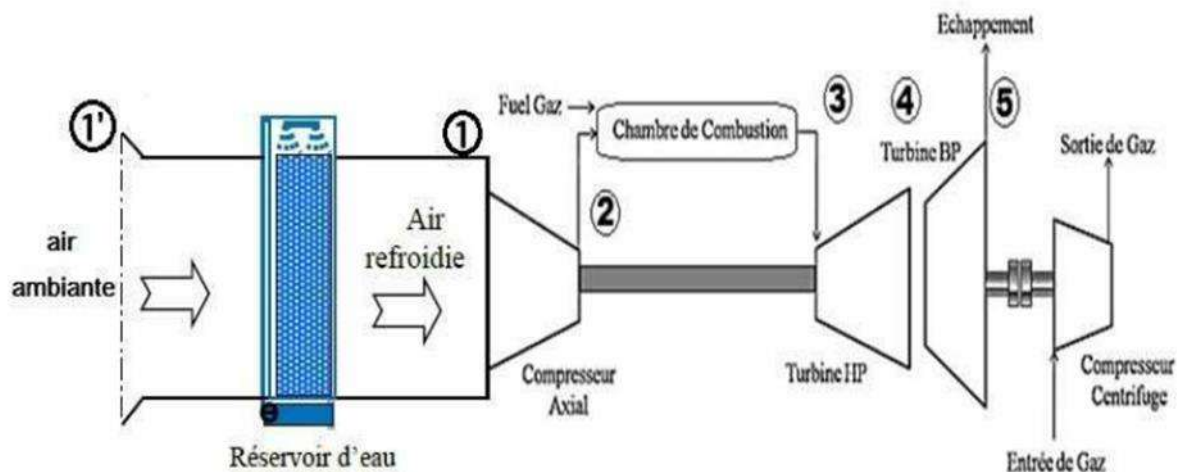 Echappement
1'
1
Fuel Gaz
Chambre de Combustion
3
4
5
Turbine BP
Sortie de Gaz
2
air
ambiante
Air
refroidie
Compresseur
Axial
Turbine HP
Compresseur
Centrifuge
Réservoir d'eau
Entrée de Gaz